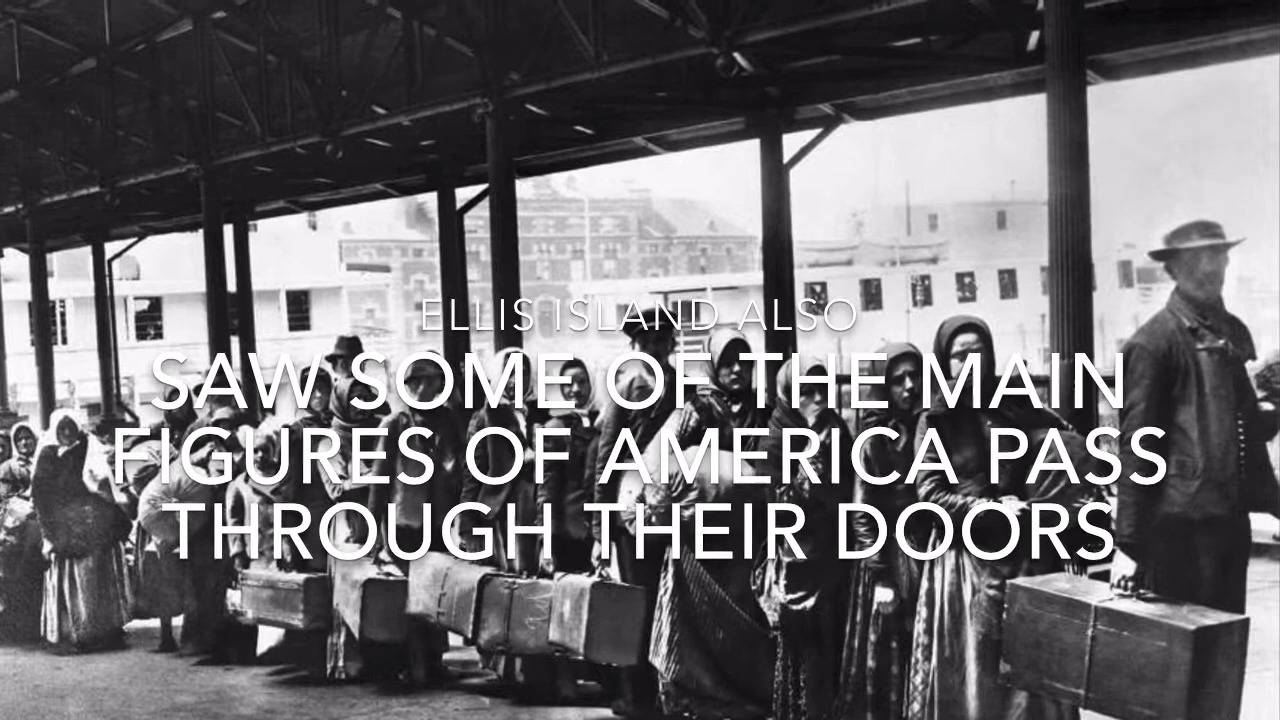 ELLIS ISLAND ALSO
SAW SOME OF THE MAIN
FIGURES OF AMERICA PASS
THROUGH THEIR DOORS